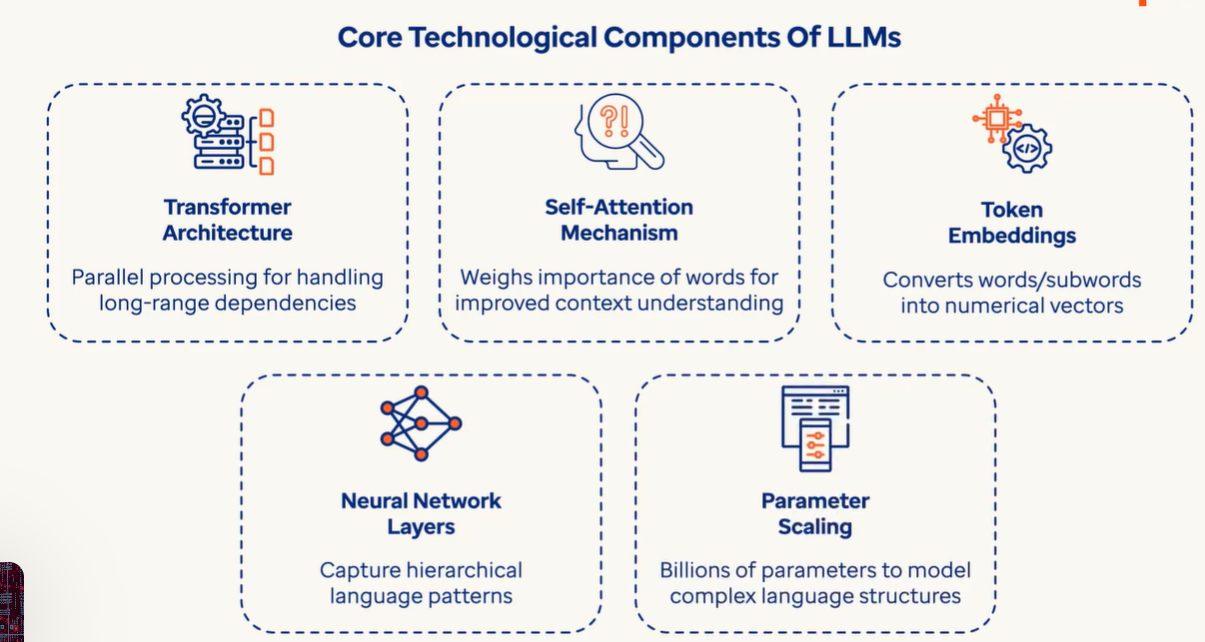 Core Technological Components Of LLMs
?!
Transformer
Architecture
Parallel processing for handling
long-range dependencies
Self-Attention
Mechanism
Weighs importance of words for
improved context understanding
</>
Token
Embeddings
Converts words/subwords
into numerical vectors
Neural Network
Layers
Capture hierarchical
language patterns
Parameter
Scaling
Billions of parameters to model
complex language structures